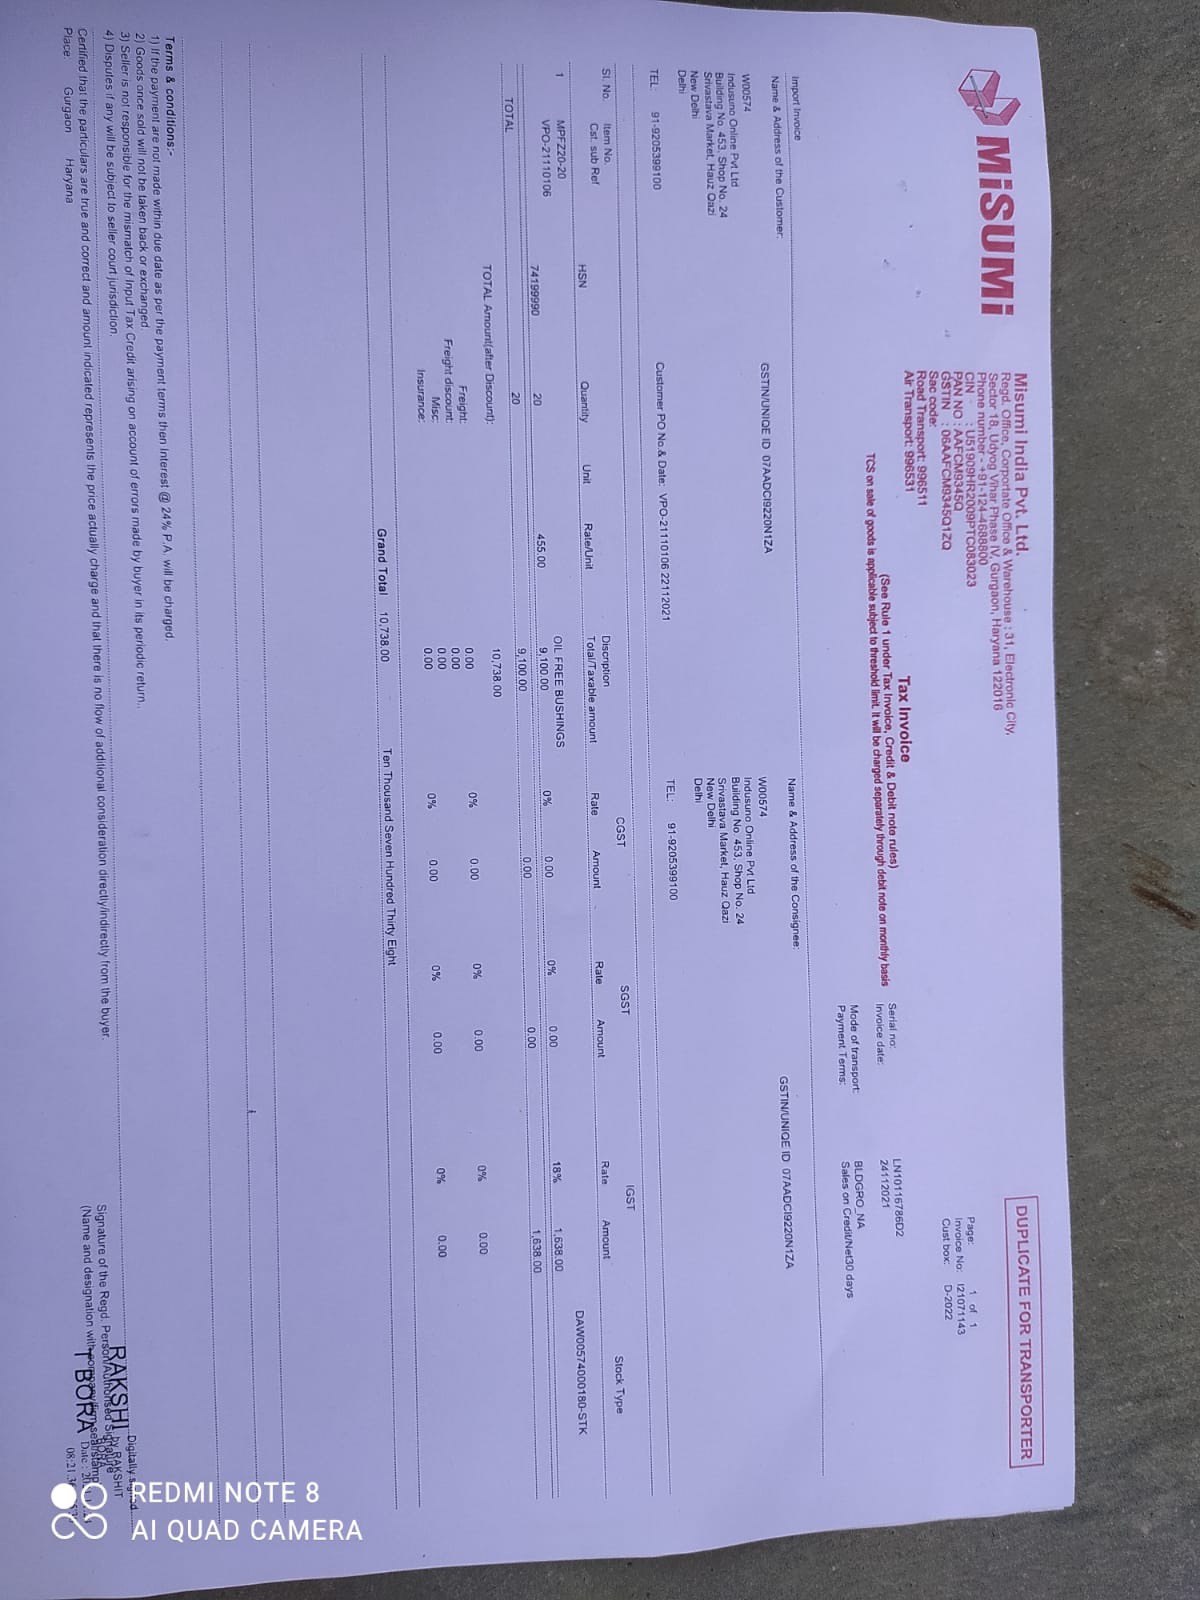 MiSUMi
Misumi India Pvt. Ltd.
Regd. Office, Corportate Office & Warehouse : 31, Electronic City,
Sector 18, Udyog Vihar Phase IV, Gurgaon, Haryana 122016
Phone number - +91-124-4688800
CIN : U51909HR2009PTC083023
PAN NO : AAFCM9345Q
GSTIN : 06AAFCM9345Q1ZQ
Sac code:
Road Transport: 996511
Air Transport: 996531
DUPLICATE FOR TRANSPORTER
Page: 1 of 1
Invoice No: I21071143
Cust box: D-2022
Tax Invoice
(See Rule 1 under Tax Invoice, Credit & Debit note rules)
TCS on sale of goods is applicable subject to threshold limit. It will be charged separately through debit note on monthly basis
Serial no: LN10116786D2
Invoice date: 24112021
Mode of transport: BLDGRO_NA
Payment Terms: Sales on Credit/Net30 days
Import Invoice
Name & Address of the Customer:
GSTIN/UNIQE ID 07AADCI9220N1ZA
W00574
Indusuno Online Pvt Ltd
Building No. 453, Shop No. 24
Srivastava Market, Hauz Qazi
New Delhi
Delhi
TEL: 91-9205399100
Customer PO No.& Date: VPO-21110106 22112021
Name & Address of the Consignee:
GSTIN/UNIQE ID 07AADCI9220N1ZA
W00574
Indusuno Online Pvt Ltd
Building No. 453, Shop No. 24
Srivastava Market, Hauz Qazi
New Delhi
Delhi
TEL: 91-9205399100
Sl. No. Item No. Discription CGST SGST IGST Stock Type
Cst. sub Ref HSN Quantity Unit Rate/Unit Total/Taxable amount Rate Amount Rate Amount Rate Amount
1 MPFZ20-20 OIL FREE BUSHINGS DAW00574000180-STK
VPO-21110106 74199990 20 455.00 9,100.00 0% 0.00 0% 0.00 18% 1,638.00
20 9,100.00 0.00 0.00 1,638.00
TOTAL
TOTAL Amount(after Discount): 10,738.00
Freight: 0.00 0% 0.00 0% 0.00 0% 0.00
Freight discount: 0.00
Misc: 0.00
Insurance: 0.00 0% 0.00 0% 0.00 0% 0.00
Grand Total 10,738.00 Ten Thousand Seven Hundred Thirty Eight
Terms & conditions:-
1) If the payment are not made within due date as per the payment terms then interest @ 24% P.A. will be charged.
2) Goods once sold will not be taken back or exchanged.
3) Seller is not responsible for the mismatch of Input Tax Credit arising on account of errors made by buyer in its periodic return..
4) Disputes if any will be subject to seller court jurisdiction.
Certified that the particulars are true and correct and amount indicated represents the price actually charge and that there is no flow of additional consideration directly/indirectly from the buyer.
Place: Gurgaon Haryana
Signature of the Regd. Person/Authorised Signature
(Name and designation with company/firm seal/stamp
RAKSHI
T BORA
Digitally signed
by RAKSHIT
BORA
REDMI NOTE 8
AI QUAD CAMERA